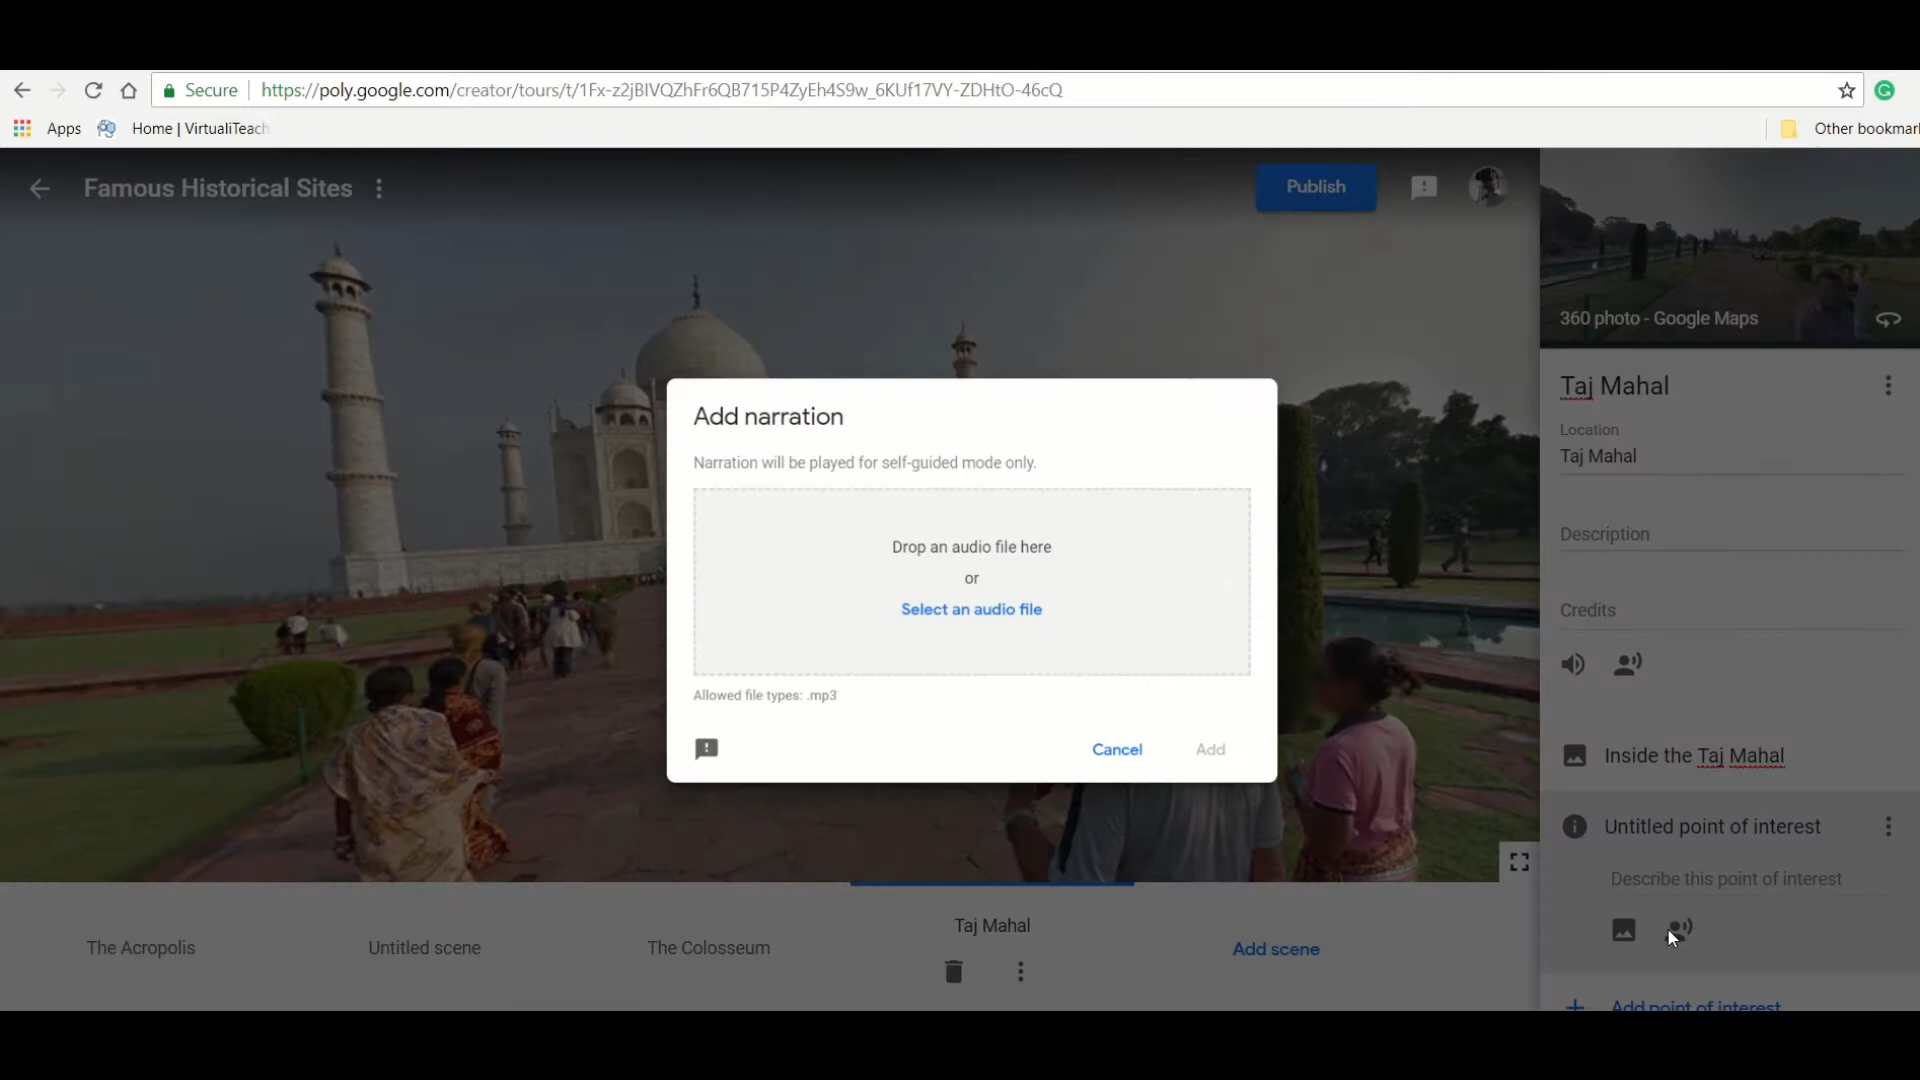 Secure
https://poly.google.com/creator/tours/t/1Fx-z2jBIVQZhFr6QB715P4ZyEh4S9w_6KUf17VY-ZDHtO-46cQ
Apps
Home | VirtualiTeach
Other bookmar
Famous Historical Sites
Publish
360 photo - Google Maps
Taj Mahal
Location
Taj Mahal
Description
Credits
Inside the Taj Mahal
Untitled point of interest
Describe this point of interest
Add point of interest
Add narration
Narration will be played for self-guided mode only.
Drop an audio file here
or
Select an audio file
Allowed file types: .mp3
Cancel
Add
The Acropolis
Untitled scene
The Colosseum
Taj Mahal
Add scene